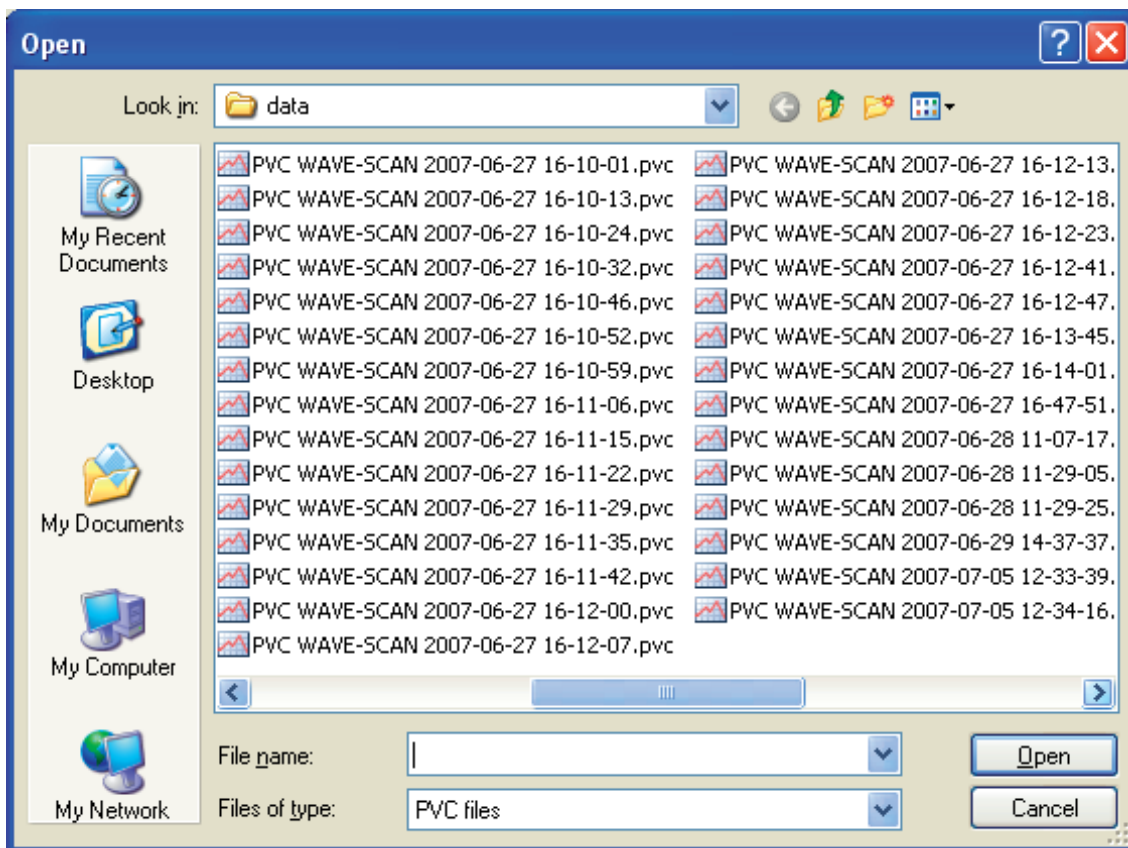 Open
Look in: data
My Recent
Documents
Desktop
My Documents
My Computer
My Network
PVC WAVE-SCAN 2007-06-27 16-10-01.pvc
PVC WAVE-SCAN 2007-06-27 16-10-13.pvc
PVC WAVE-SCAN 2007-06-27 16-10-24.pvc
PVC WAVE-SCAN 2007-06-27 16-10-32.pvc
PVC WAVE-SCAN 2007-06-27 16-10-46.pvc
PVC WAVE-SCAN 2007-06-27 16-10-52.pvc
PVC WAVE-SCAN 2007-06-27 16-10-59.pvc
PVC WAVE-SCAN 2007-06-27 16-11-06.pvc
PVC WAVE-SCAN 2007-06-27 16-11-15.pvc
PVC WAVE-SCAN 2007-06-27 16-11-22.pvc
PVC WAVE-SCAN 2007-06-27 16-11-29.pvc
PVC WAVE-SCAN 2007-06-27 16-11-35.pvc
PVC WAVE-SCAN 2007-06-27 16-11-42.pvc
PVC WAVE-SCAN 2007-06-27 16-12-00.pvc
PVC WAVE-SCAN 2007-06-27 16-12-07.pvc
PVC WAVE-SCAN 2007-06-27 16-12-13.
PVC WAVE-SCAN 2007-06-27 16-12-18.
PVC WAVE-SCAN 2007-06-27 16-12-23.
PVC WAVE-SCAN 2007-06-27 16-12-41.
PVC WAVE-SCAN 2007-06-27 16-12-47.
PVC WAVE-SCAN 2007-06-27 16-13-45.
PVC WAVE-SCAN 2007-06-27 16-14-01.
PVC WAVE-SCAN 2007-06-27 16-47-51.
PVC WAVE-SCAN 2007-06-28 11-07-17.
PVC WAVE-SCAN 2007-06-28 11-29-05.
PVC WAVE-SCAN 2007-06-28 11-29-25.
PVC WAVE-SCAN 2007-06-29 14-37-37.
PVC WAVE-SCAN 2007-07-05 12-33-39.
PVC WAVE-SCAN 2007-07-05 12-34-16.
File name:
Open
Files of type: PVC files
Cancel